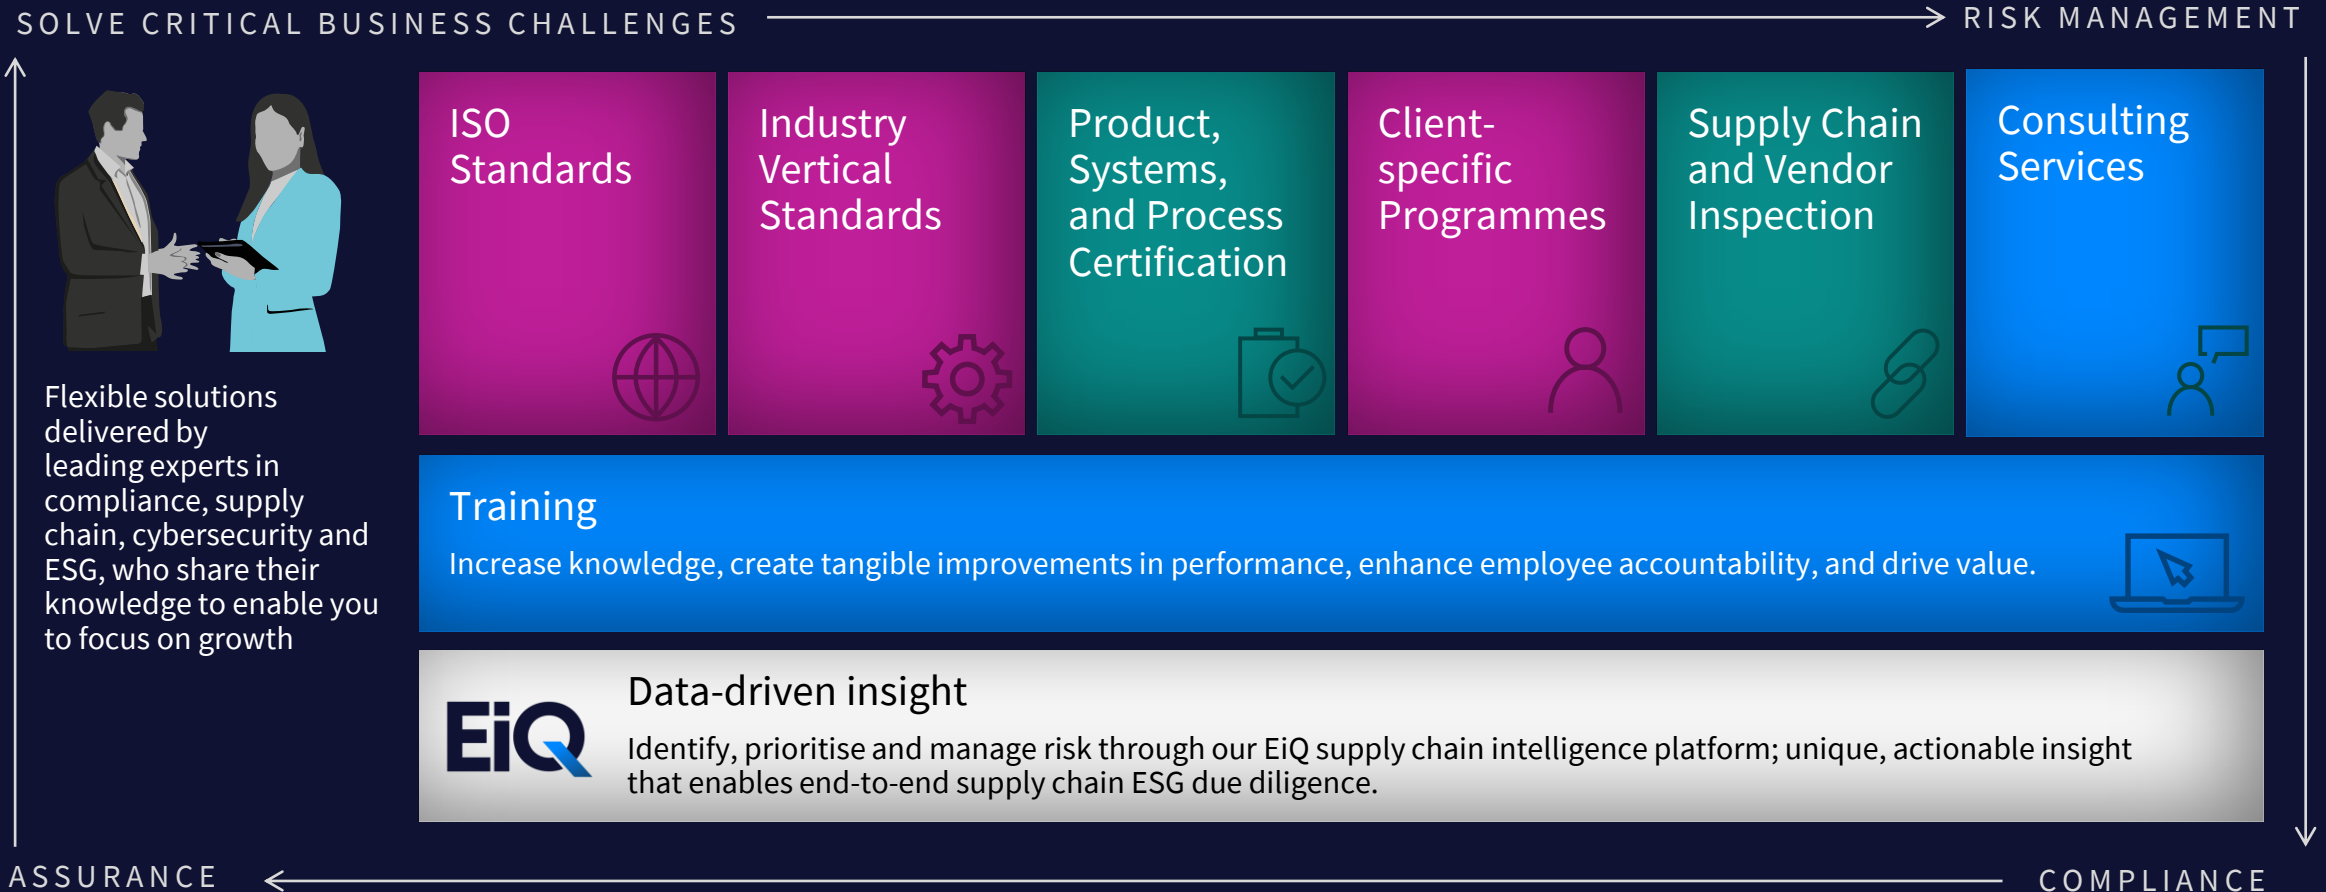 SOLVE CRITICAL BUSINESS CHALLENGES
RISK MANAGEMENT
Flexible solutions
delivered by
leading experts in
compliance, supply
chain, cybersecurity and
ESG, who share their
knowledge to enable you
to focus on growth
ISO
Standards
Industry
Vertical
Standards
Product,
Systems,
and Process
Certification
Client-
specific
Programmes
Supply Chain
and Vendor
Inspection
Consulting
Services
Training
Increase knowledge, create tangible improvements in performance, enhance employee accountability, and drive value.
EiQ
Data-driven insight
Identify, prioritise and manage risk through our EiQ supply chain intelligence platform; unique, actionable insight
that enables end-to-end supply chain ESG due diligence.
ASSURANCE
COMPLIANCE